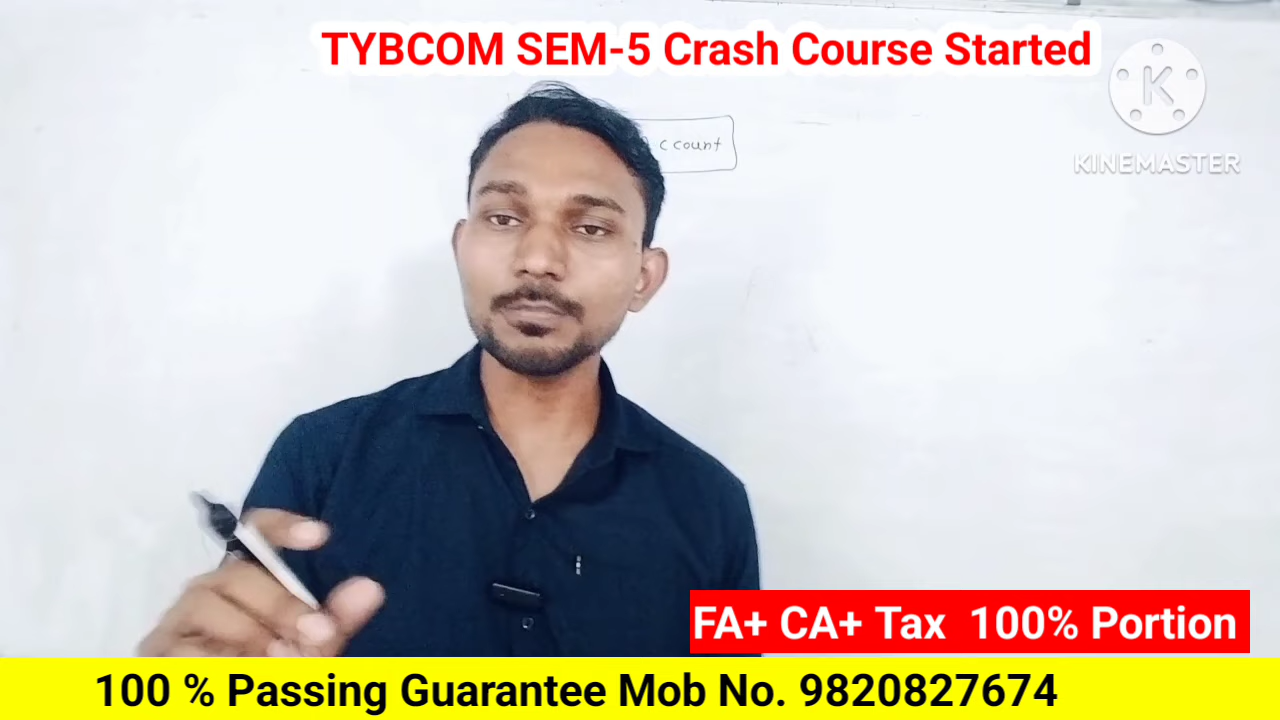 TYBCOM SEM-5 Crash Course Started
K
KINEMASTER
ccount
FA+ CA+ Tax 100% Portion
100 % Passing Guarantee Mob No. 9820827674